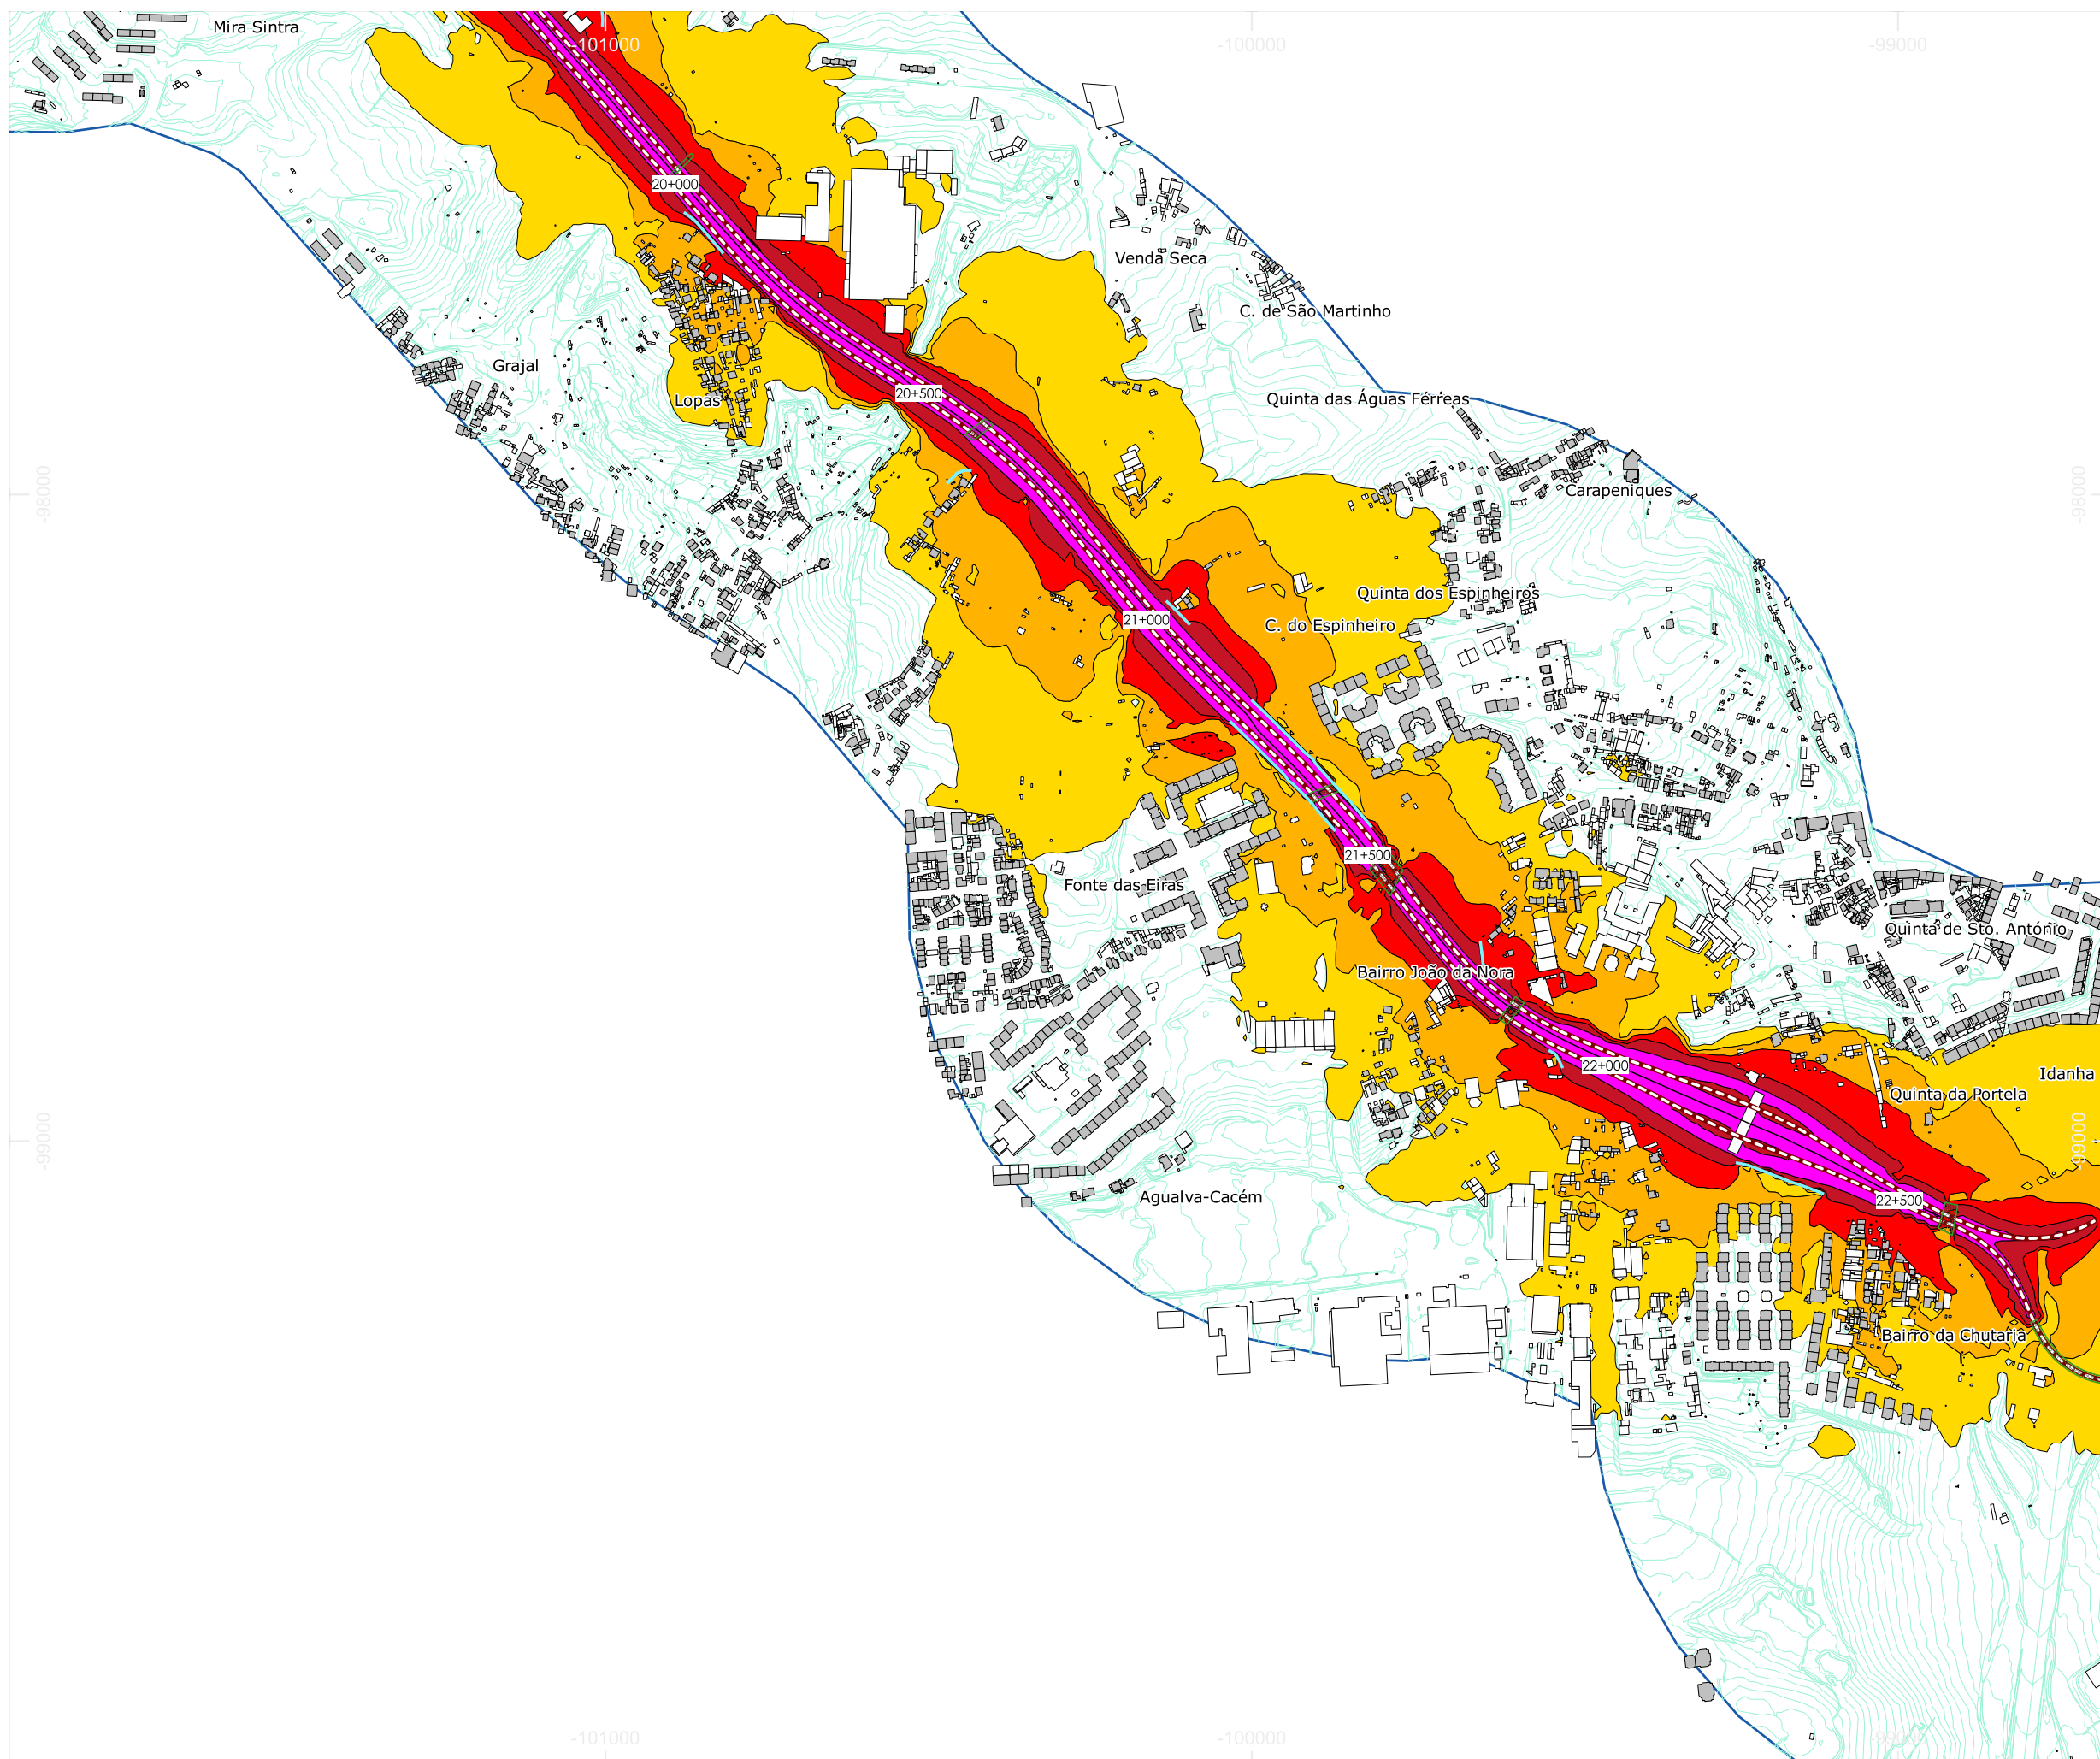 Mira Sintra
-101000
-100000
-99000
20+000
Venda Seca
C. de São Martinho
Grajal
20+500
Lopas
Quinta das Águas Férreas
Carapeniques
-98000
-98000
Quinta dos Espinheiros
21+000
C. do Espinheiro
21+500
Fonte das Eiras
Quinta de Sto. António
Bairro João da Nora
22+000
Idanha
Quinta da Portela
-99000
-99000
Agualva-Cacém
22+500
Bairro da Chutaria
-101000
-100000
-99000